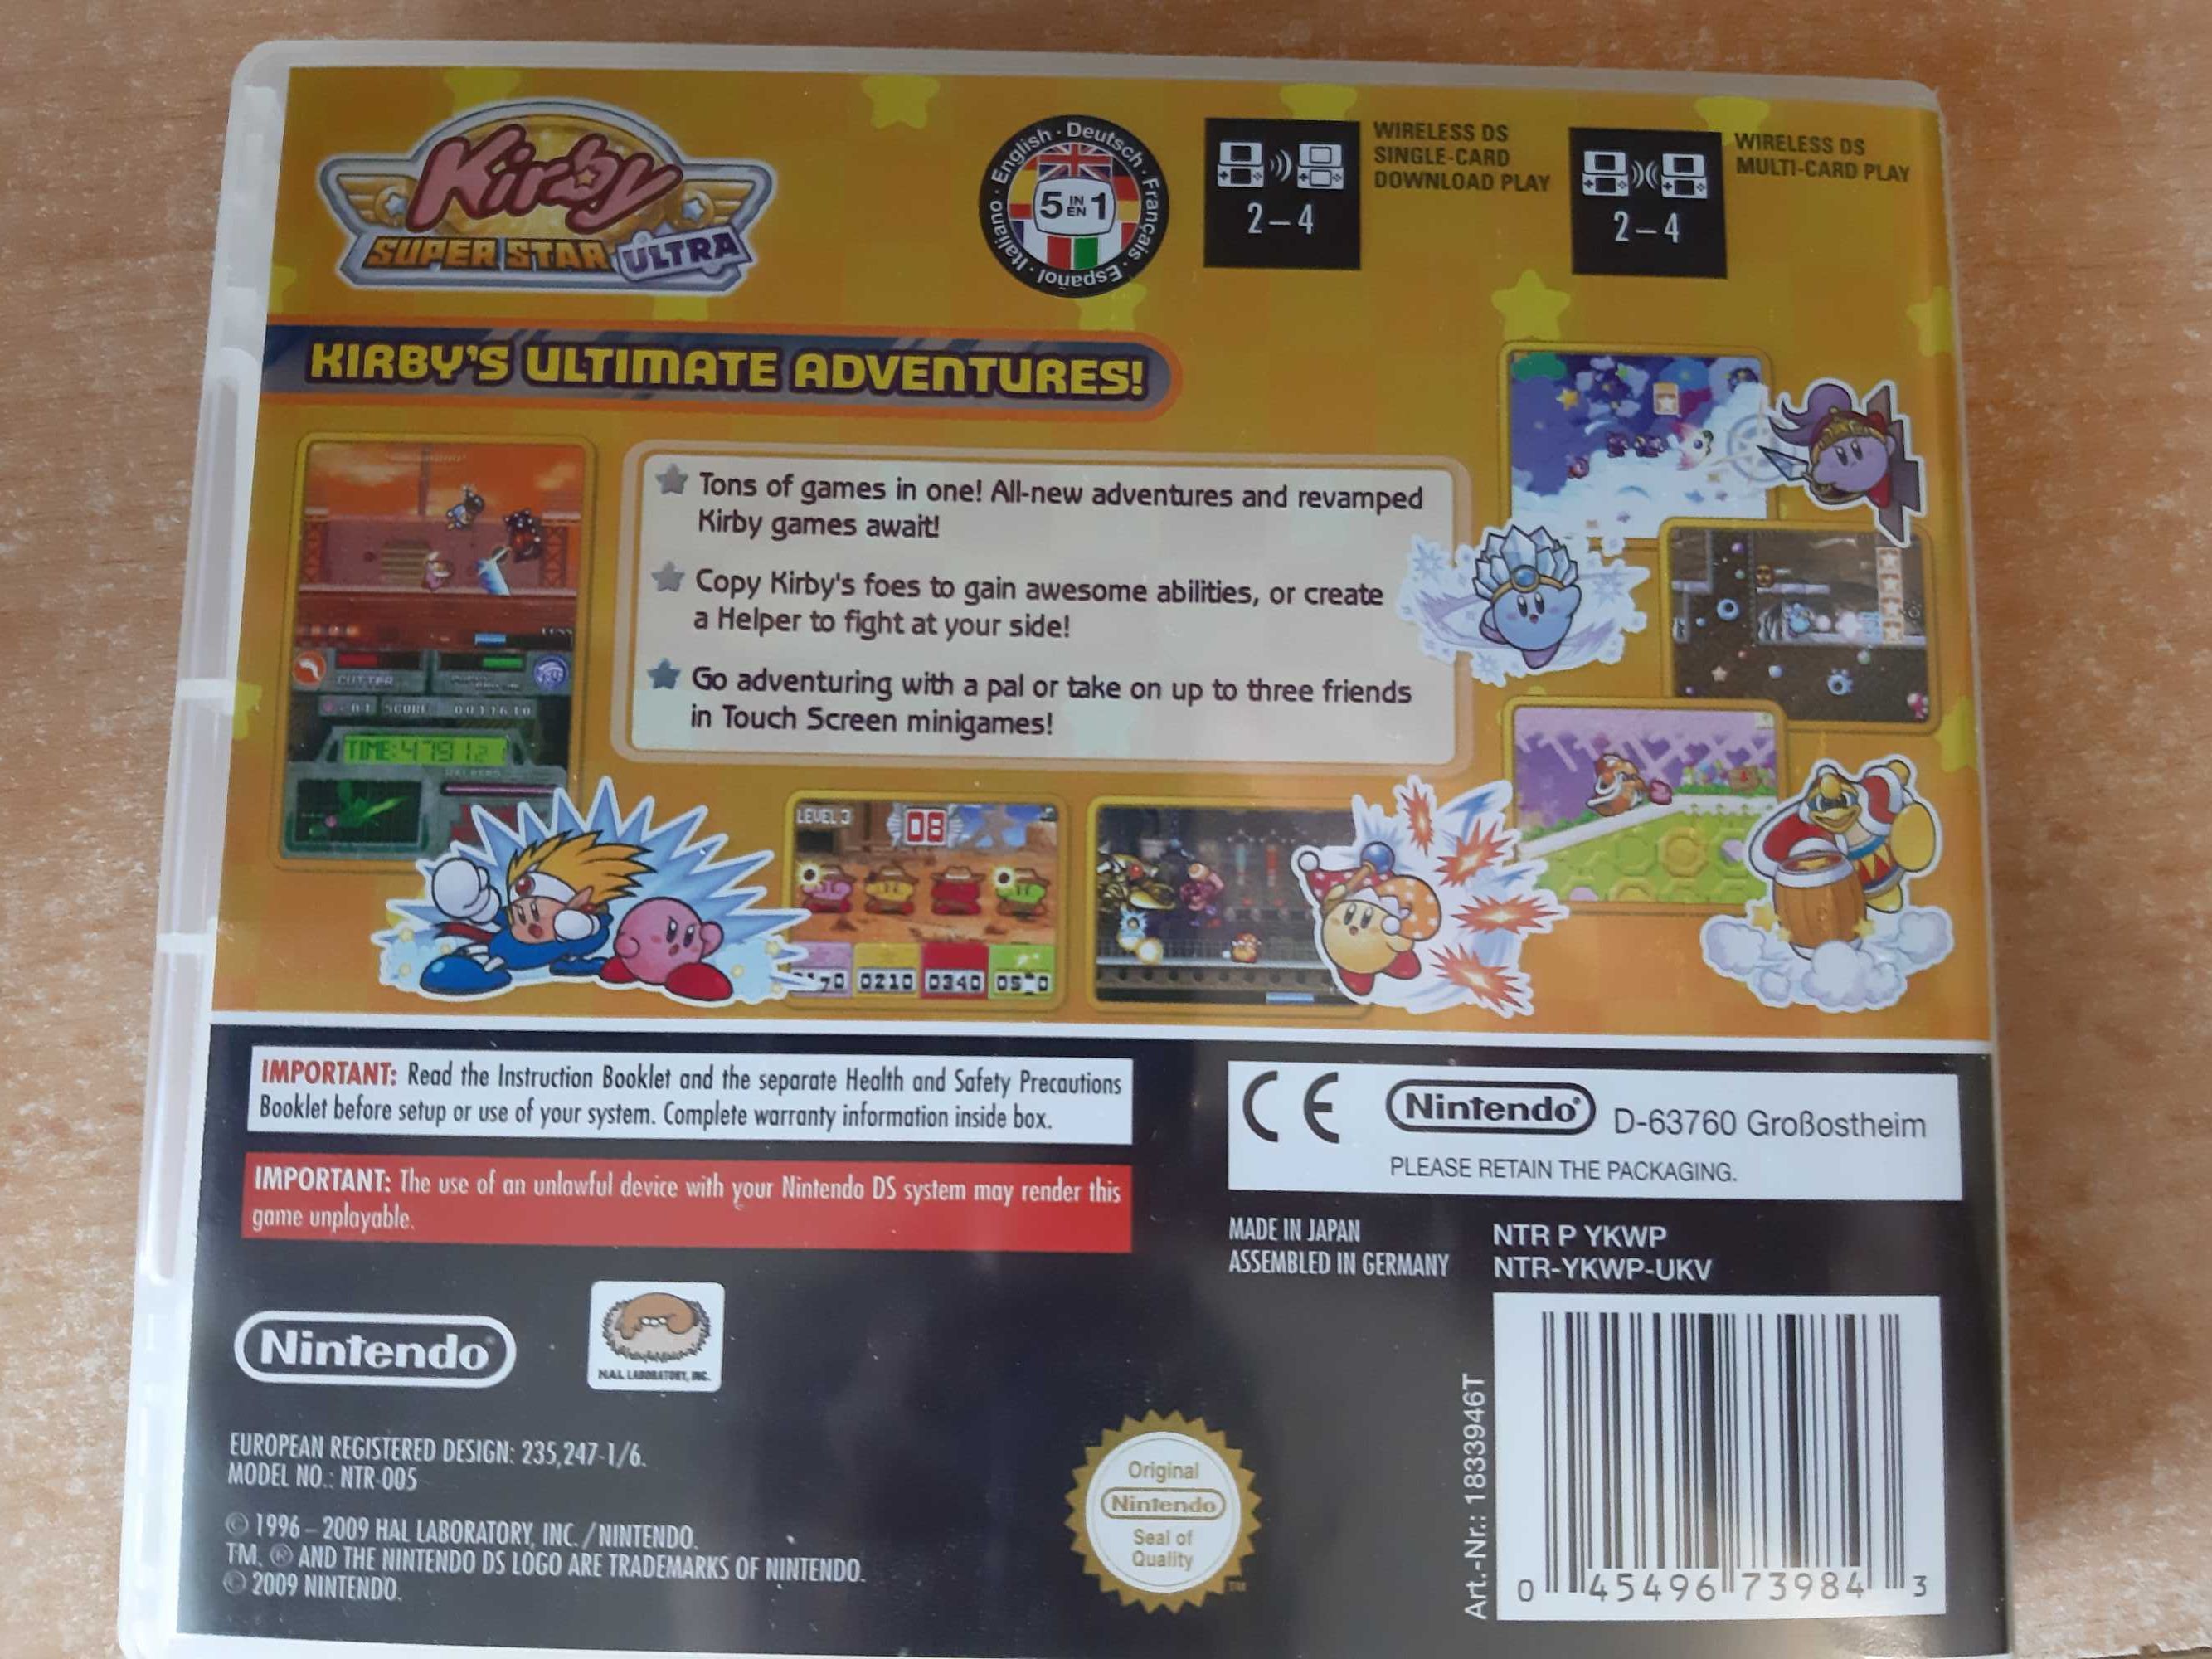 Kirby
SUPER STAR ULTRA
English · Deutsch · Français · Español · Italiano ·
5 IN EN 1
WIRELESS DS
SINGLE-CARD
DOWNLOAD PLAY
2 – 4
WIRELESS DS
MULTI-CARD PLAY
2 – 4
KIRBY'S ULTIMATE ADVENTURES!
Tons of games in one! All-new adventures and revamped
Kirby games await!
Copy Kirby's foes to gain awesome abilities, or create
a Helper to fight at your side!
Go adventuring with a pal or take on up to three friends
in Touch Screen minigames!
CUTTER
SCORE
TIME:
LEVEL 3
08
0210 0340
IMPORTANT: Read the Instruction Booklet and the separate Health and Safety Precautions
Booklet before setup or use of your system. Complete warranty information inside box.
IMPORTANT: The use of an unlawful device with your Nintendo DS system may render this
game unplayable.
CE Nintendo® D-63760 Großostheim
PLEASE RETAIN THE PACKAGING.
MADE IN JAPAN
ASSEMBLED IN GERMANY
NTR P YKWP
NTR-YKWP-UKV
Nintendo®
HAL LABORATORY, INC.
EUROPEAN REGISTERED DESIGN: 235,247-1/6.
MODEL NO.: NTR-005
© 1996 – 2009 HAL LABORATORY, INC. / NINTENDO.
TM, ® AND THE NINTENDO DS LOGO ARE TRADEMARKS OF NINTENDO.
© 2009 NINTENDO.
Original
Nintendo
Seal of
Quality
TM
Art.-Nr.: 1833946T
0 45496 73984 3